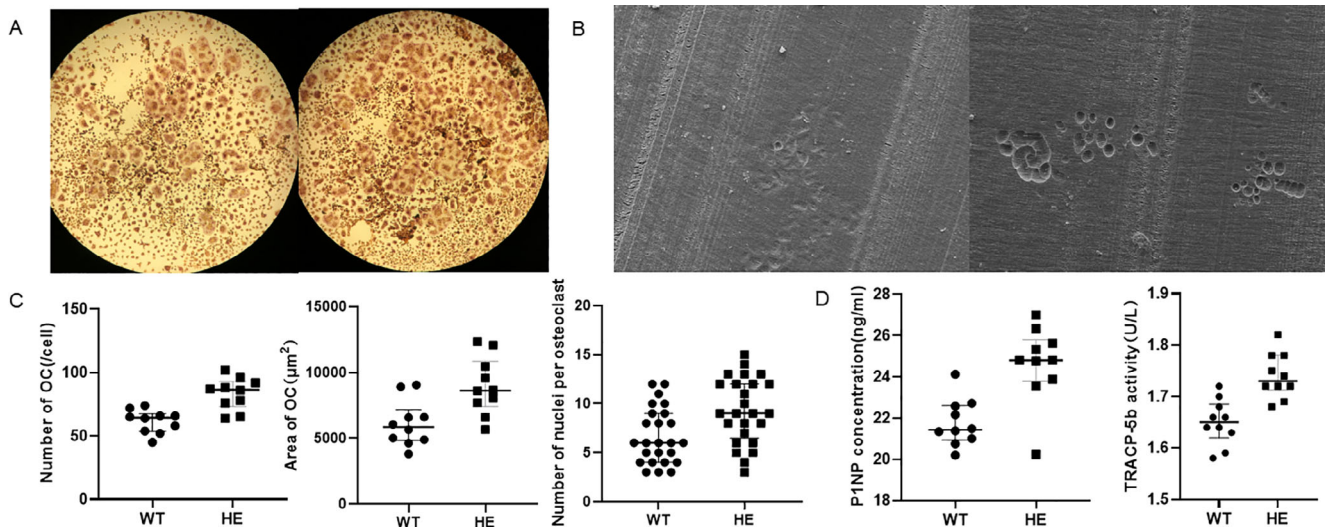 A
B
C
Number of OC(/cell)
150
100
50
0
WT HE
Area of OC (µm²)
15000
10000
5000
0
WT HE
Number of nuclei per osteoclast
20
15
10
5
0
WT HE
D
P1NP concentration(ng/ml)
28
26
24
22
20
18
WT HE
TRACP-5b activity (U/L)
1.9
1.8
1.7
1.6
1.5
WT HE